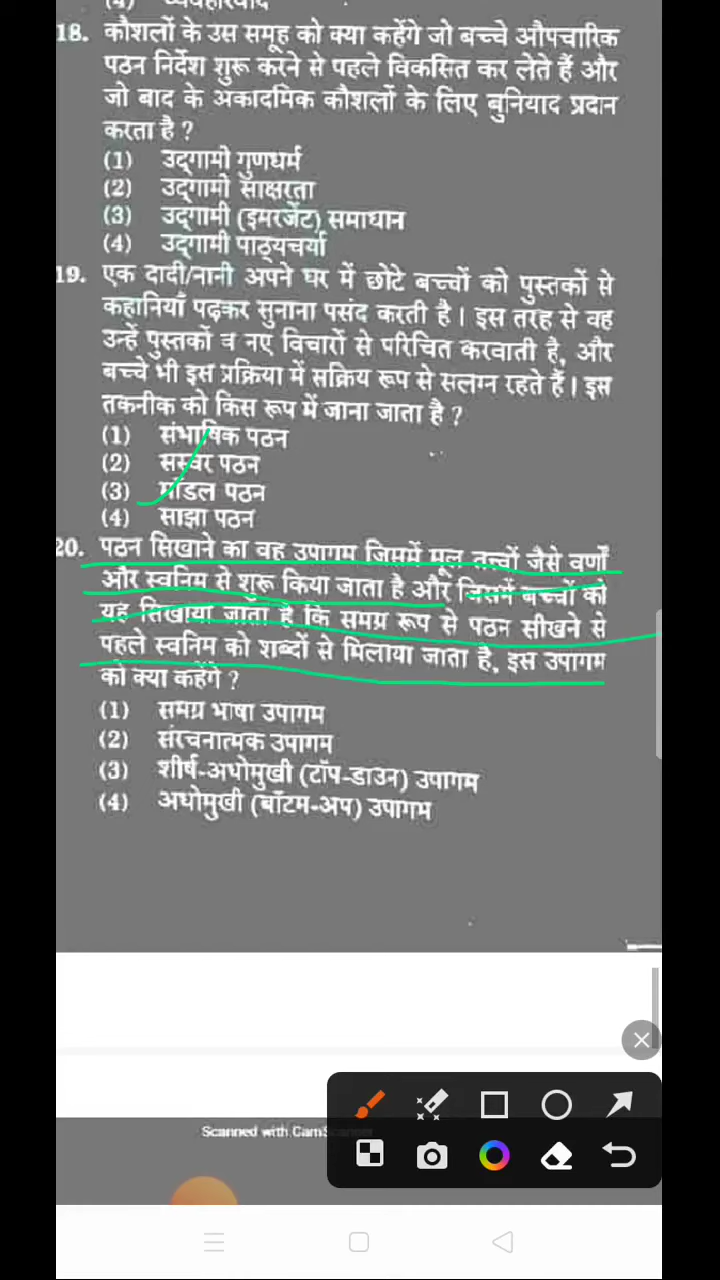 (4) व्यवहारवाद
18. कौशलों के उस समूह को क्या कहेंगे जो बच्चे औपचारिक
पठन निर्देश शुरू करने से पहले विकसित कर लेते हैं और
जो बाद के अकादमिक कौशलों के लिए बुनियाद प्रदान
करता है ?
(1) उद्गामी गुणधर्म
(2) उद्गामी साक्षरता
(3) उद्गामी (इमरजेंट) समाधान
(4) उद्गामी पाठ्यचर्या
19. एक दादी/नानी अपने घर में छोटे बच्चों को पुस्तकों से
कहानियाँ पढ़कर सुनाना पसंद करती है । इस तरह से वह
उन्हें पुस्तकों व नए विचारों से परिचित करवाती है, और
बच्चे भी इस प्रक्रिया में सक्रिय रूप से सलग्न रहते हैं । इस
तकनीक को किस रूप में जाना जाता है ?
(1) संभाषिक पठन
(2) सस्वर पठन
(3) मॉडल पठन
(4) साझा पठन
20. पठन सिखाने का वह उपागम जिसमें मूल तत्त्वों जैसे वर्णों
और स्वनिम से शुरू किया जाता है और जिसमें बच्चों को
यह सिखाया जाता है कि समग्र रूप से पठन सीखने से
पहले स्वनिम को शब्दों से मिलाया जाता है, इस उपागम
को क्या कहेंगे ?
(1) समग्र भाषा उपागम
(2) संरचनात्मक उपागम
(3) शीर्ष-अधोमुखी (टॉप-डाउन) उपागम
(4) अधोमुखी (बॉटम-अप) उपागम
Scanned with CamScanner